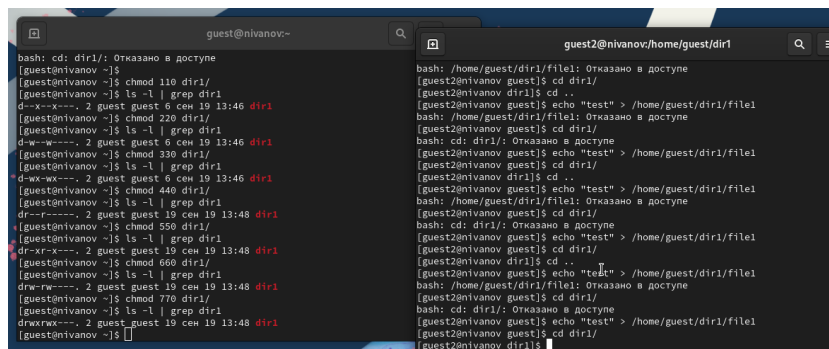 guest@nivanov:~
bash: cd: dir1/: Отказано в доступе
[guest@nivanov ~]$
[guest@nivanov ~]$ chmod 110 dir1/
[guest@nivanov ~]$ ls -l | grep dir1
d--x--x---. 2 guest guest 6 сен 19 13:46 dir1
[guest@nivanov ~]$ chmod 220 dir1/
[guest@nivanov ~]$ ls -l | grep dir1
d-w--w----. 2 guest guest 6 сен 19 13:46 dir1
[guest@nivanov ~]$ chmod 330 dir1/
[guest@nivanov ~]$ ls -l | grep dir1
d-wx-wx---. 2 guest guest 6 сен 19 13:46 dir1
[guest@nivanov ~]$ chmod 440 dir1/
[guest@nivanov ~]$ ls -l | grep dir1
dr--r-----. 2 guest guest 19 сен 19 13:48 dir1
[guest@nivanov ~]$ chmod 550 dir1/
[guest@nivanov ~]$ ls -l | grep dir1
dr-xr-x---. 2 guest guest 19 сен 19 13:48 dir1
[guest@nivanov ~]$ chmod 660 dir1/
[guest@nivanov ~]$ ls -l | grep dir1
drw-rw----. 2 guest guest 19 сен 19 13:48 dir1
[guest@nivanov ~]$ chmod 770 dir1/
[guest@nivanov ~]$ ls -l | grep dir1
drwxrwx---. 2 guest guest 19 сен 19 13:48 dir1
[guest@nivanov ~]$
guest2@nivanov:/home/guest/dir1
bash: /home/guest/dir1/file1: Отказано в доступе
[guest2@nivanov guest]$ cd dir1/
[guest2@nivanov dir1]$ cd ..
[guest2@nivanov guest]$ echo "test" > /home/guest/dir1/file1
bash: /home/guest/dir1/file1: Отказано в доступе
[guest2@nivanov guest]$ cd dir1/
bash: cd: dir1/: Отказано в доступе
[guest2@nivanov guest]$ echo "test" > /home/guest/dir1/file1
[guest2@nivanov guest]$ cd dir1/
[guest2@nivanov dir1]$ cd ..
[guest2@nivanov guest]$ echo "test" > /home/guest/dir1/file1
bash: /home/guest/dir1/file1: Отказано в доступе
[guest2@nivanov guest]$ cd dir1/
bash: cd: dir1/: Отказано в доступе
[guest2@nivanov guest]$ echo "test" > /home/guest/dir1/file1
[guest2@nivanov guest]$ cd dir1/
[guest2@nivanov dir1]$ cd ..
[guest2@nivanov guest]$ echo "test" > /home/guest/dir1/file1
bash: /home/guest/dir1/file1: Отказано в доступе
[guest2@nivanov guest]$ cd dir1/
bash: cd: dir1/: Отказано в доступе
[guest2@nivanov guest]$ echo "test" > /home/guest/dir1/file1
[guest2@nivanov guest]$ cd dir1/
[guest2@nivanov dir1]$